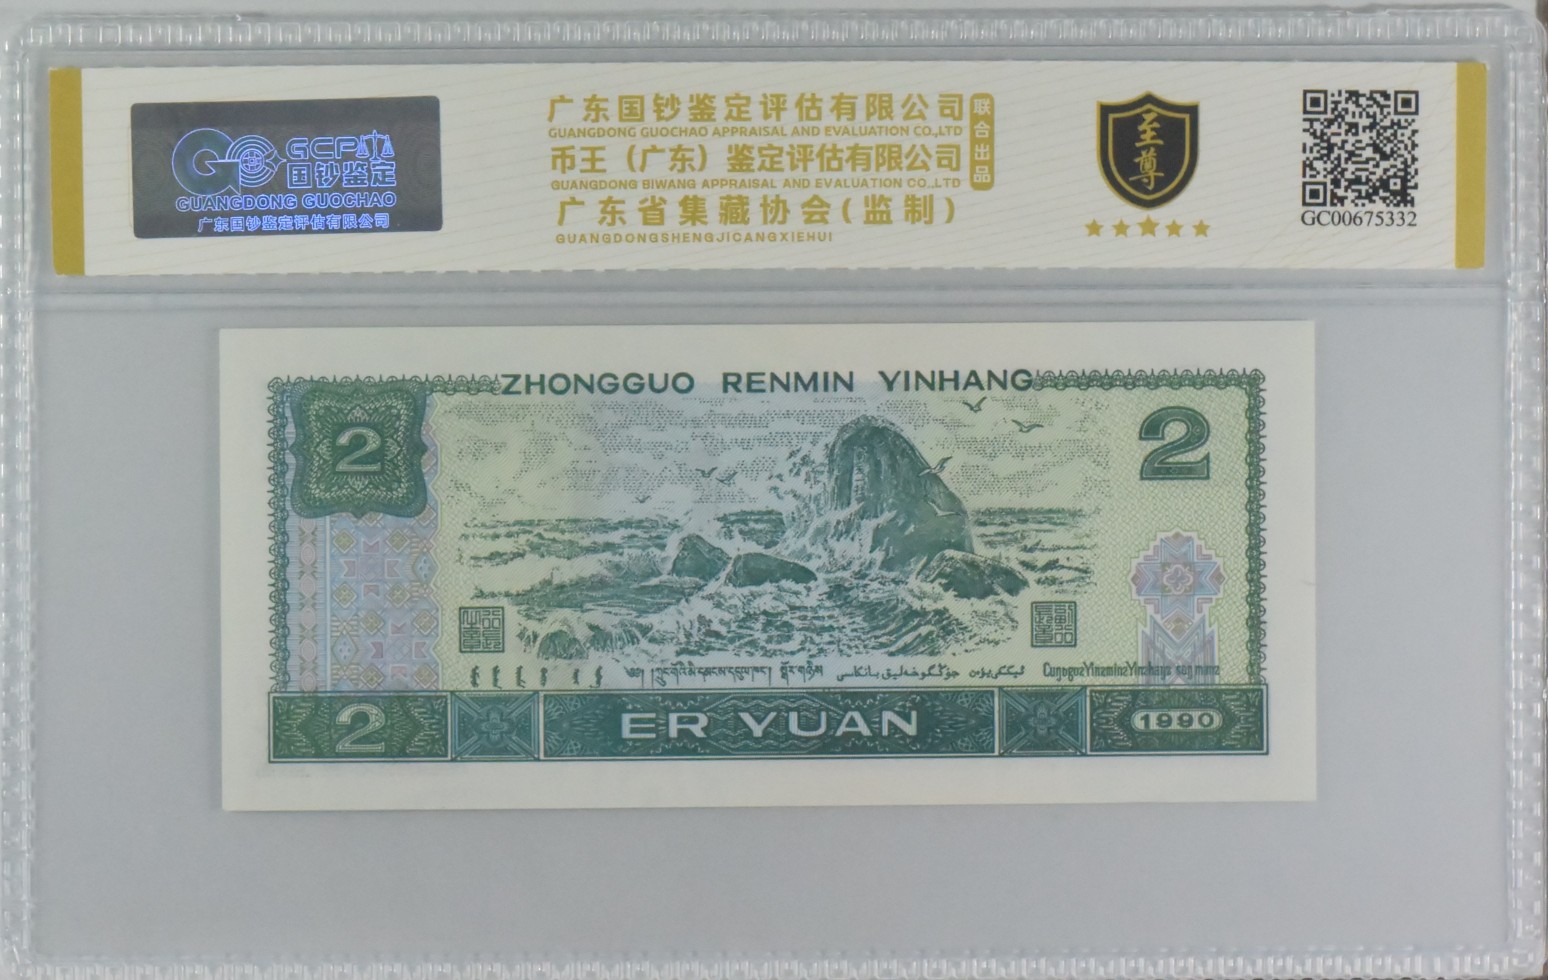 GCP
国钞鉴定
GUANGDONG GUOCHAO
广东国钞鉴定评估有限公司
广东国钞鉴定评估有限公司
GUANGDONG GUOCHAO APPRAISAL AND EVALUATION CO.,LTD
币王（广东）鉴定评估有限公司
GUANGDONG BIWANG APPRAISAL AND EVALUATION CO.,LTD
广东省集藏协会(监制)
GUANGDONGSHENGJICANGXIEHUI
联合出品
至尊
GC00675332
ZHONGGUO RENMIN YINHANG
2
2
2
ER YUAN
1990